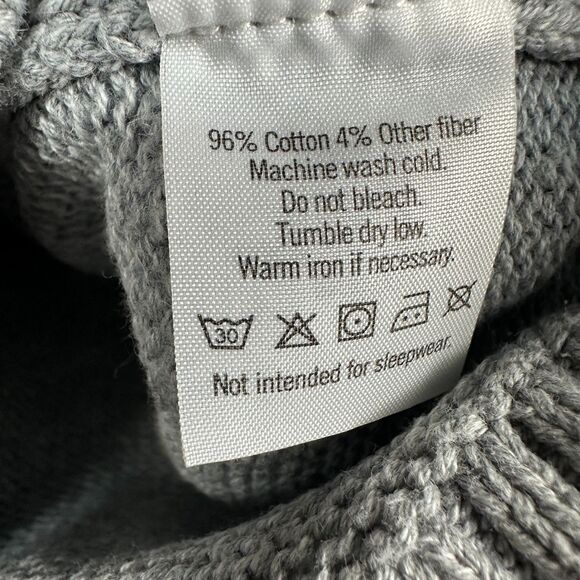 96% Cotton 4% Other fiber
Machine wash cold.
Do not bleach.
Tumble dry low.
Warm iron if necessary.
30
Not intended for sleepwear.